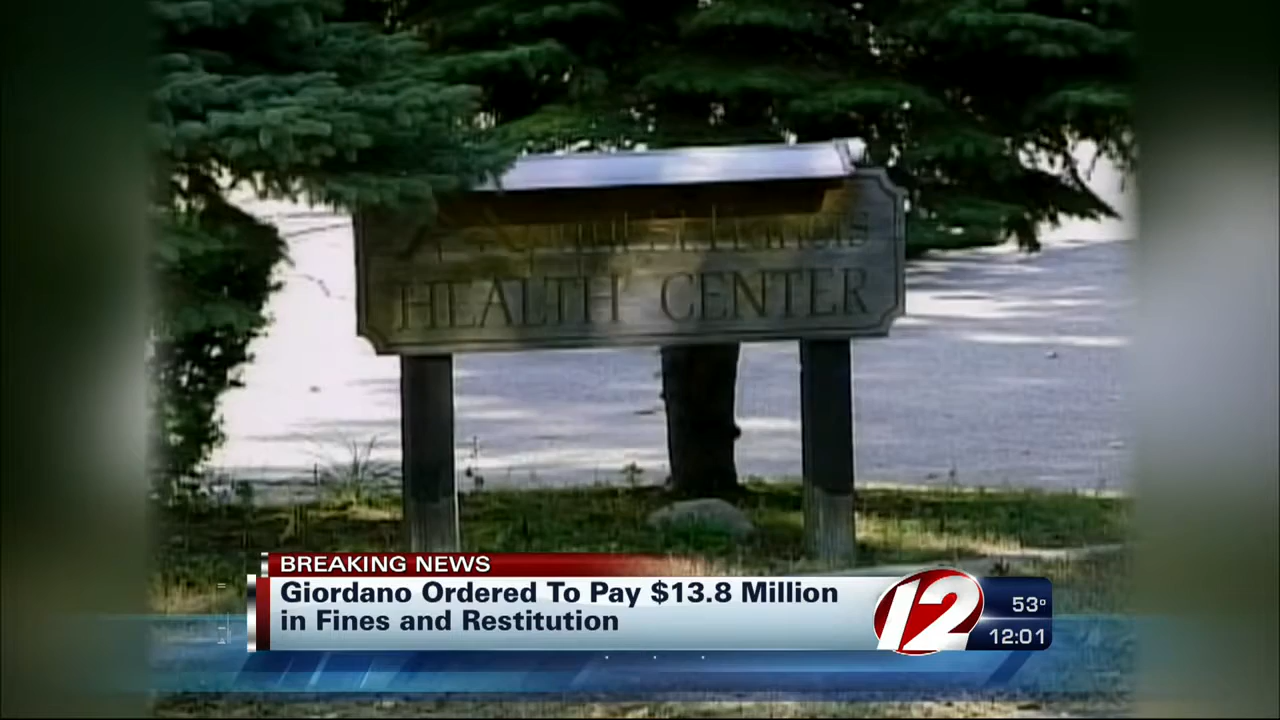 HEALTH CENTER
BREAKING NEWS
Giordano Ordered To Pay $13.8 Million
in Fines and Restitution
12
53°
12:01